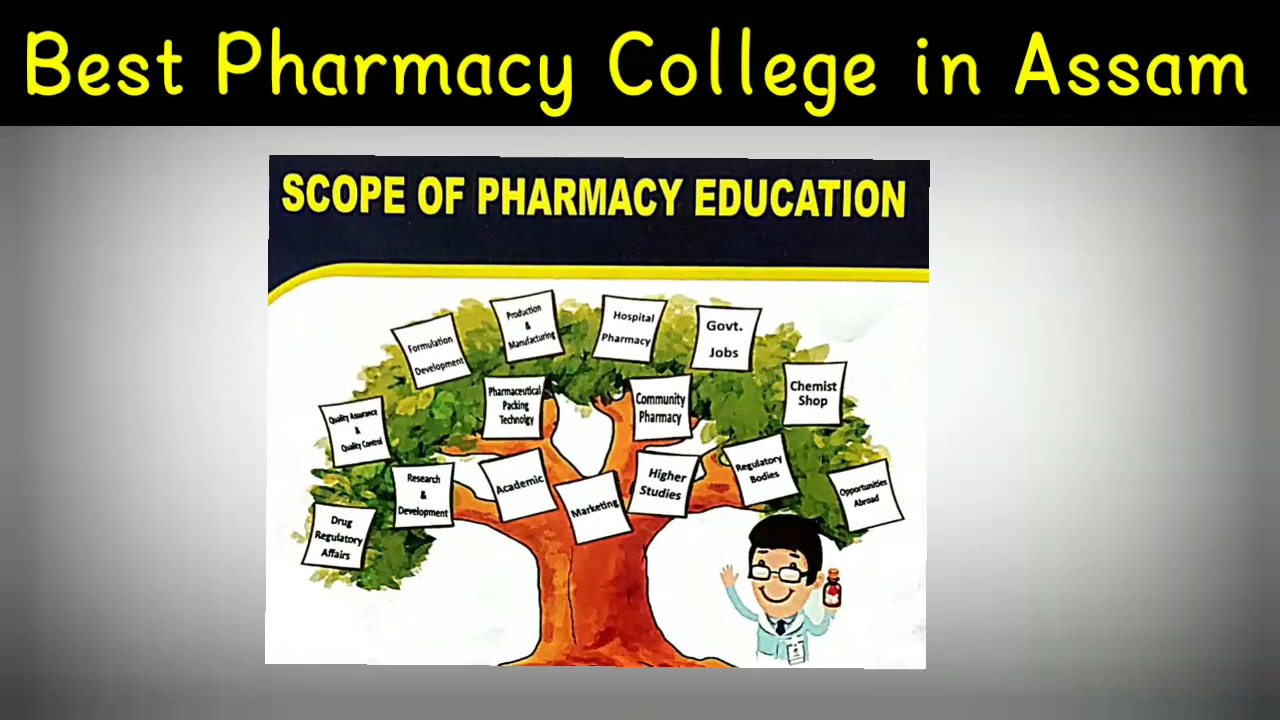 Best Pharmacy College in Assam
SCOPE OF PHARMACY EDUCATION
Formulation
Development
Production
&
Manufacturing
Hospital
Pharmacy
Govt.
Jobs
Chemist
Shop
Quality Assurance
&
Quality Control
Pharmaceutical
Packing
Technolgy
Community
Pharmacy
Drug
Regulatory
Affairs
Research
&
Development
Academic
Marketing
Higher
Studies
Regulatory
Bodies
Opportunities
Abroad